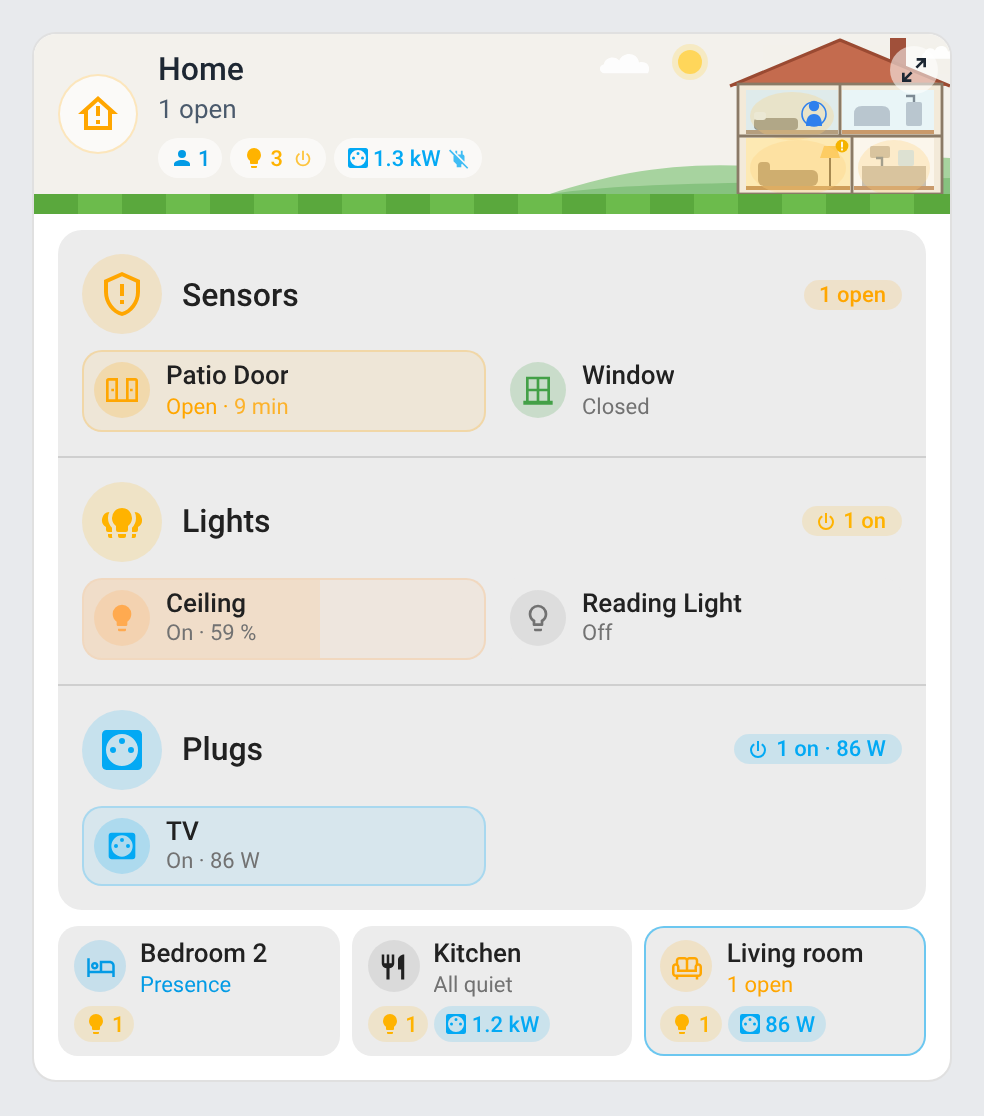 Home
1 open
1
3
1.3 kW
Sensors
1 open
Patio Door
Open · 9 min
Window
Closed
Lights
1 on
Ceiling
On · 59 %
Reading Light
Off
Plugs
1 on · 86 W
TV
On · 86 W
Bedroom 2
Presence
1
Kitchen
All quiet
1
1.2 kW
Living room
1 open
1
86 W